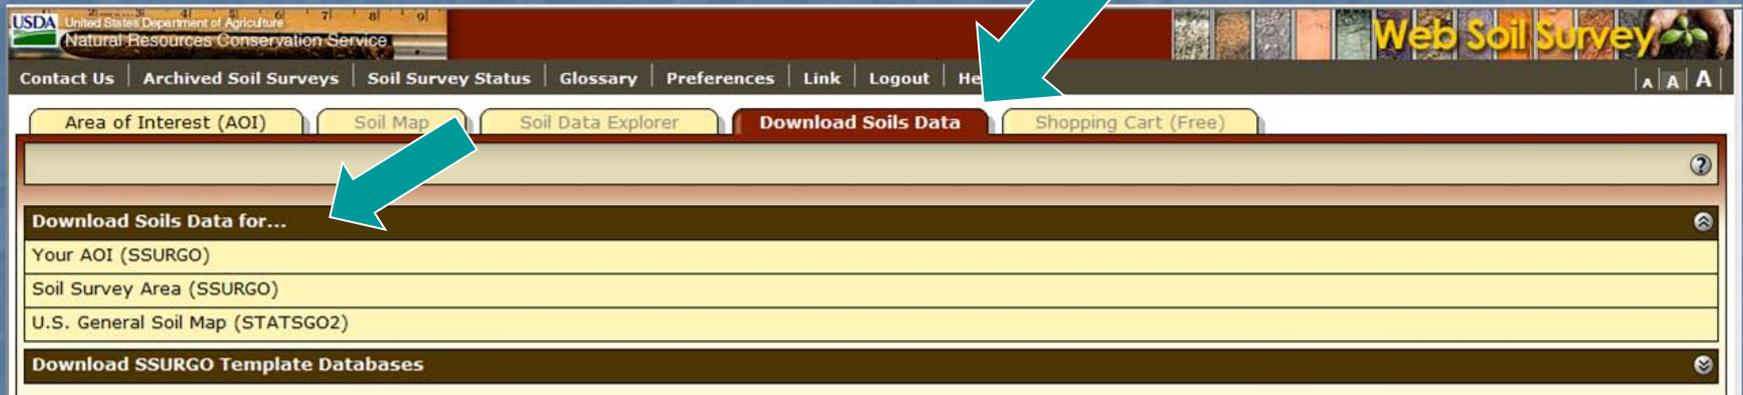 USDA United States Department of Agriculture
Natural Resources Conservation Service
Web Soil Survey
Contact Us | Archived Soil Surveys | Soil Survey Status | Glossary | Preferences | Link | Logout | He
A A A
Area of Interest (AOI) Soil Map Soil Data Explorer Download Soils Data Shopping Cart (Free)
?
Download Soils Data for...
Your AOI (SSURGO)
Soil Survey Area (SSURGO)
U.S. General Soil Map (STATSGO2)
Download SSURGO Template Databases